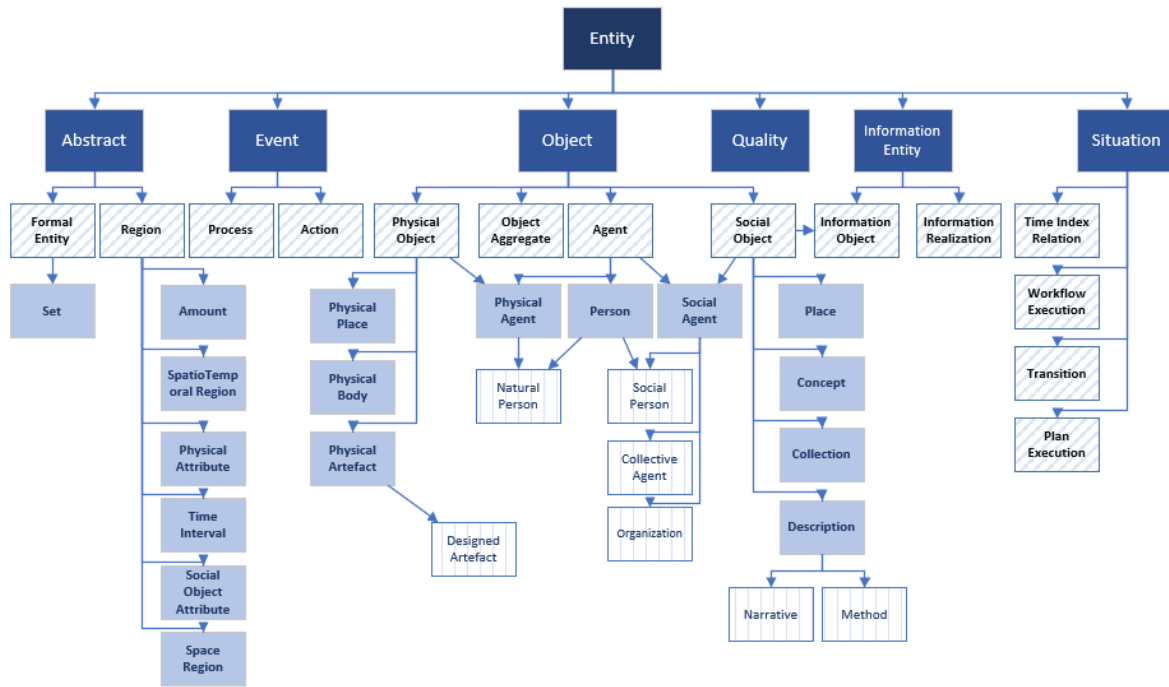 Entity
Abstract
Event
Object
Quality
Information
Entity
Situation
Formal
Entity
Region
Process
Action
Physical
Object
Object
Aggregate
Agent
Social
Object
Information
Object
Information
Realization
Time Index
Relation
Set
Amount
Physical
Place
Physical
Agent
Person
Social
Agent
Place
Workflow
Execution
SpatioTemp
oral Region
Physical
Body
Natural
Person
Social
Person
Concept
Transition
Physical
Attribute
Physical
Artefact
Collective
Agent
Collection
Plan
Execution
Time
Interval
Designed
Artefact
Organization
Description
Social
Object
Attribute
Narrative
Method
Space
Region